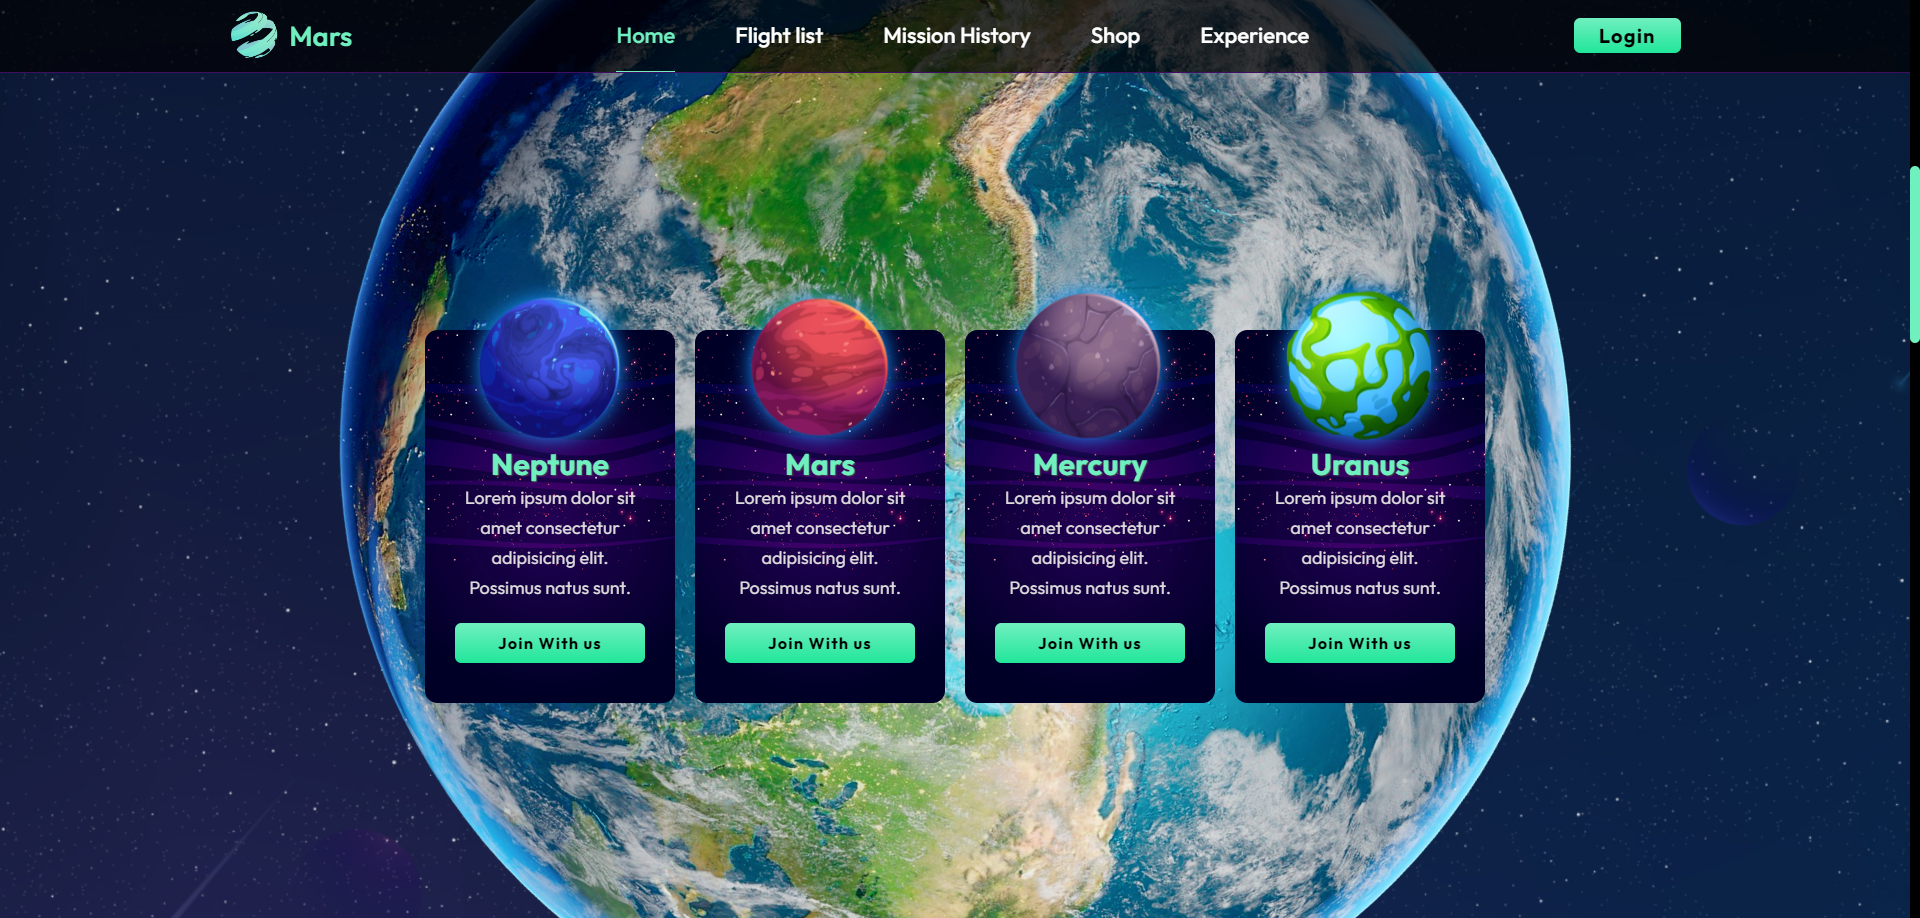 Mars
Home
Flight list
Mission History
Shop
Experience
Login
Neptune
Lorem ipsum dolor sit
amet consectetur
adipisicing elit.
Possimus natus sunt.
Join With us
Mars
Lorem ipsum dolor sit
amet consectetur
adipisicing elit.
Possimus natus sunt.
Join With us
Mercury
Lorem ipsum dolor sit
amet consectetur
adipisicing elit.
Possimus natus sunt.
Join With us
Uranus
Lorem ipsum dolor sit
amet consectetur
adipisicing elit.
Possimus natus sunt.
Join With us